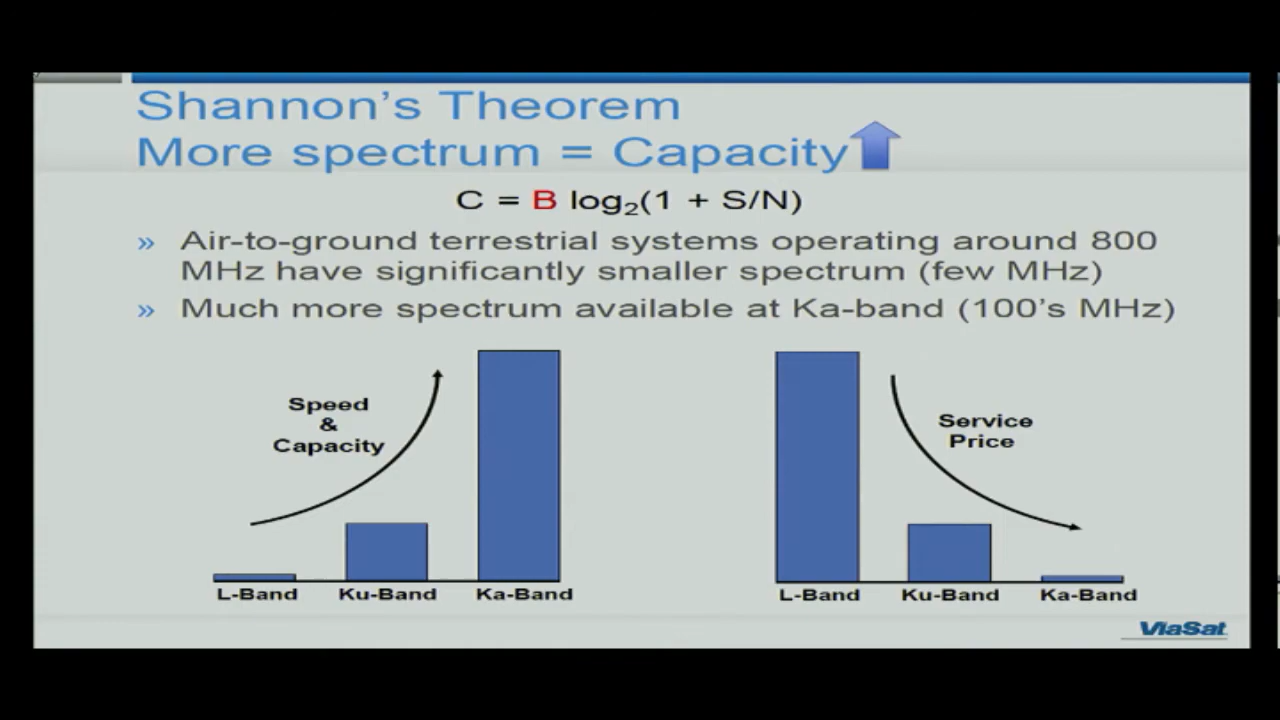 Shannon's Theorem
More spectrum = Capacity
C = B log₂(1 + S/N)
» Air-to-ground terrestrial systems operating around 800
MHz have significantly smaller spectrum (few MHz)
» Much more spectrum available at Ka-band (100's MHz)
Speed
&
Capacity
L-Band Ku-Band Ka-Band
Service
Price
L-Band Ku-Band Ka-Band
ViaSat